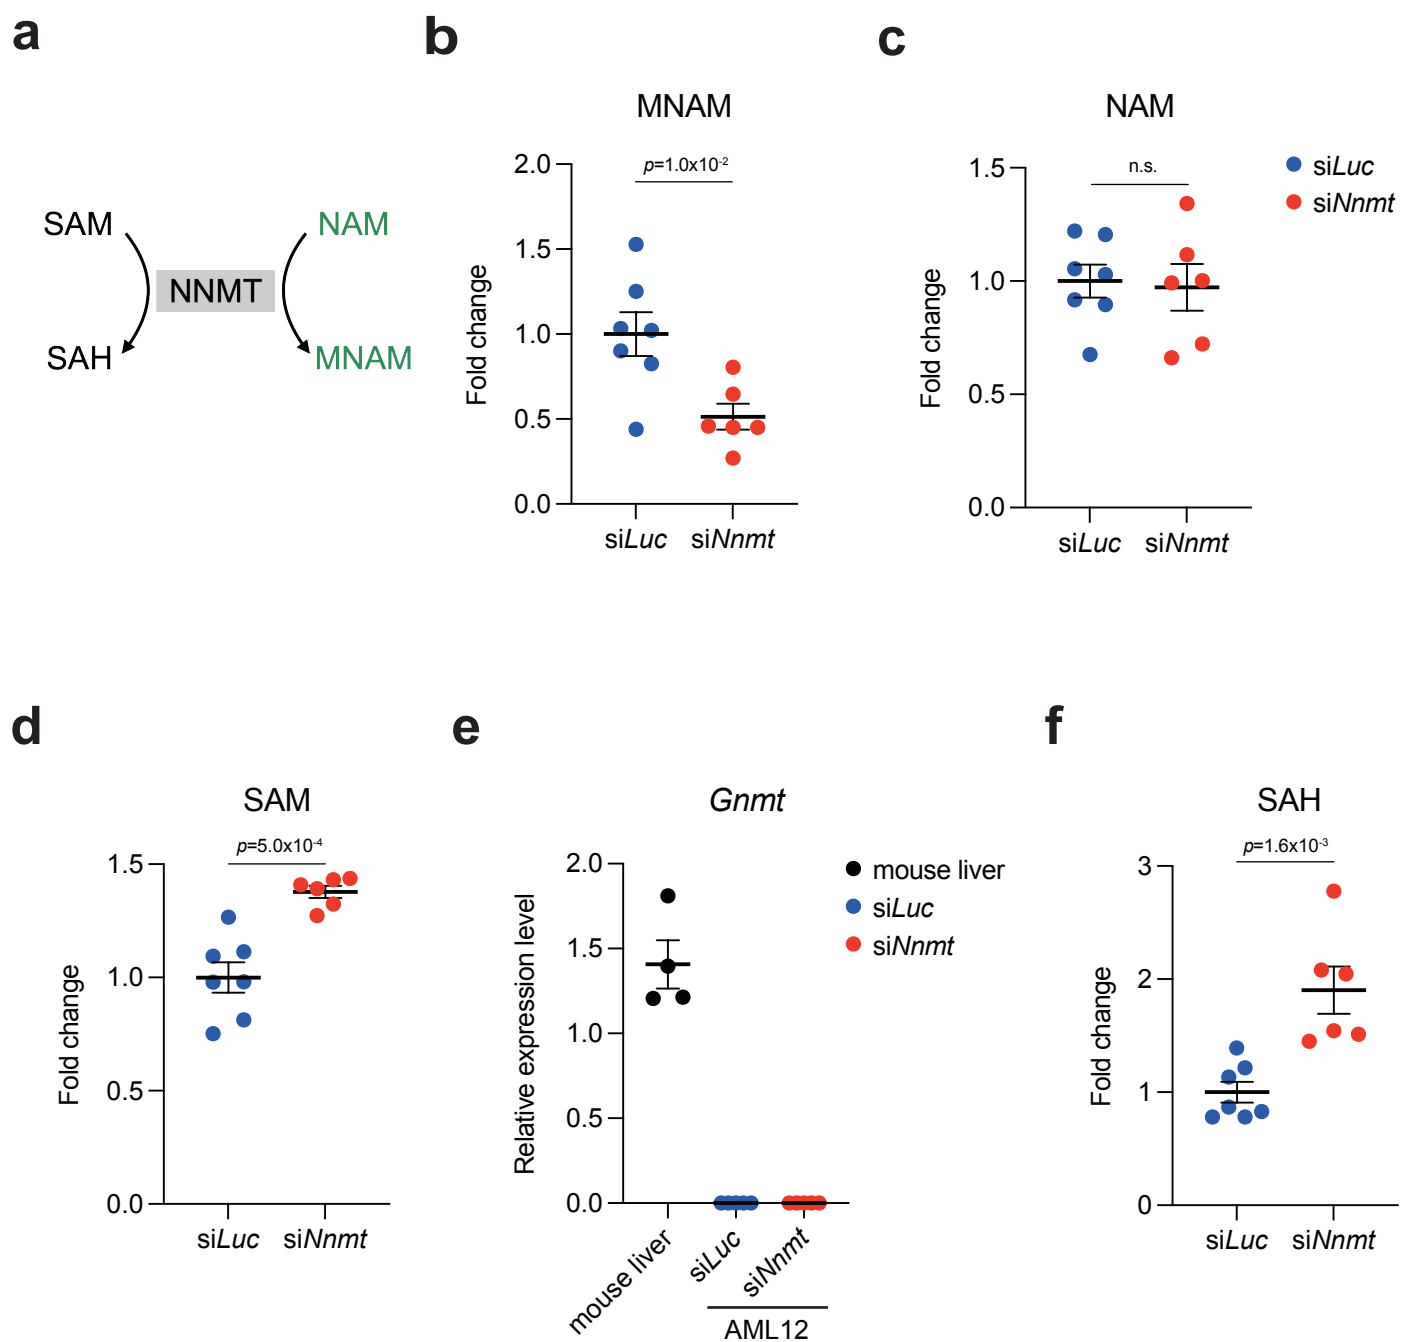 a
SAM
NAM
NNMT
SAH
MNAM
b
MNAM
p=1.0x10⁻²
Fold change
2.0
1.5
1.0
0.5
0.0
siLuc
siNnmt
c
NAM
n.s.
Fold change
1.5
1.0
0.5
0.0
siLuc
siNnmt
siLuc
siNnmt
d
SAM
p=5.0x10⁻⁴
Fold change
1.5
1.0
0.5
0.0
siLuc
siNnmt
e
Gnmt
Relative expression level
2.0
1.5
1.0
0.5
0.0
mouse liver
siLuc
siNnmt
AML12
mouse liver
siLuc
siNnmt
f
SAH
p=1.6x10⁻³
Fold change
3
2
1
0
siLuc
siNnmt